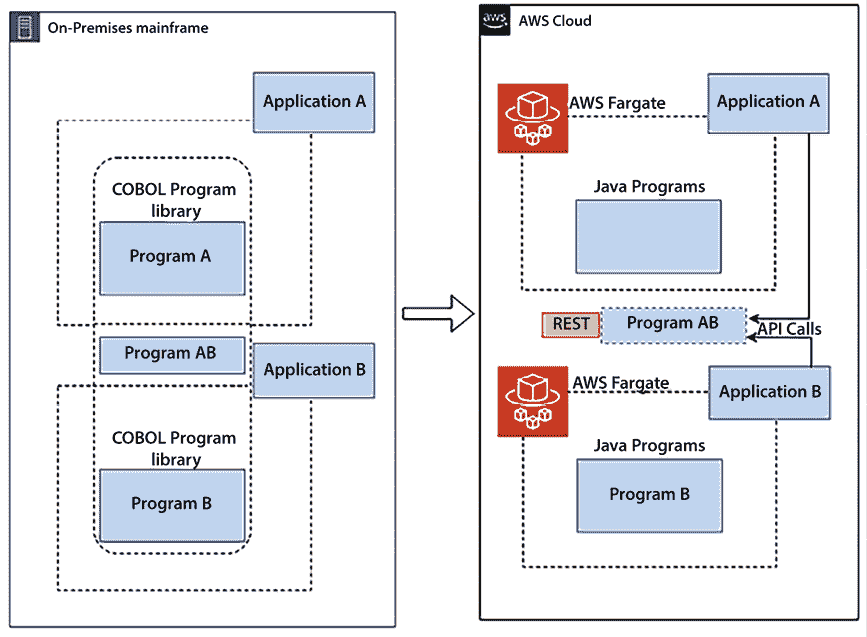 On-Premises mainframe
Application A
COBOL Program
library
Program A
Program AB
Application B
COBOL Program
library
Program B
aws
AWS Cloud
AWS Fargate
Application A
Java Programs
REST
Program AB
API Calls
AWS Fargate
Application B
Java Programs
Program B